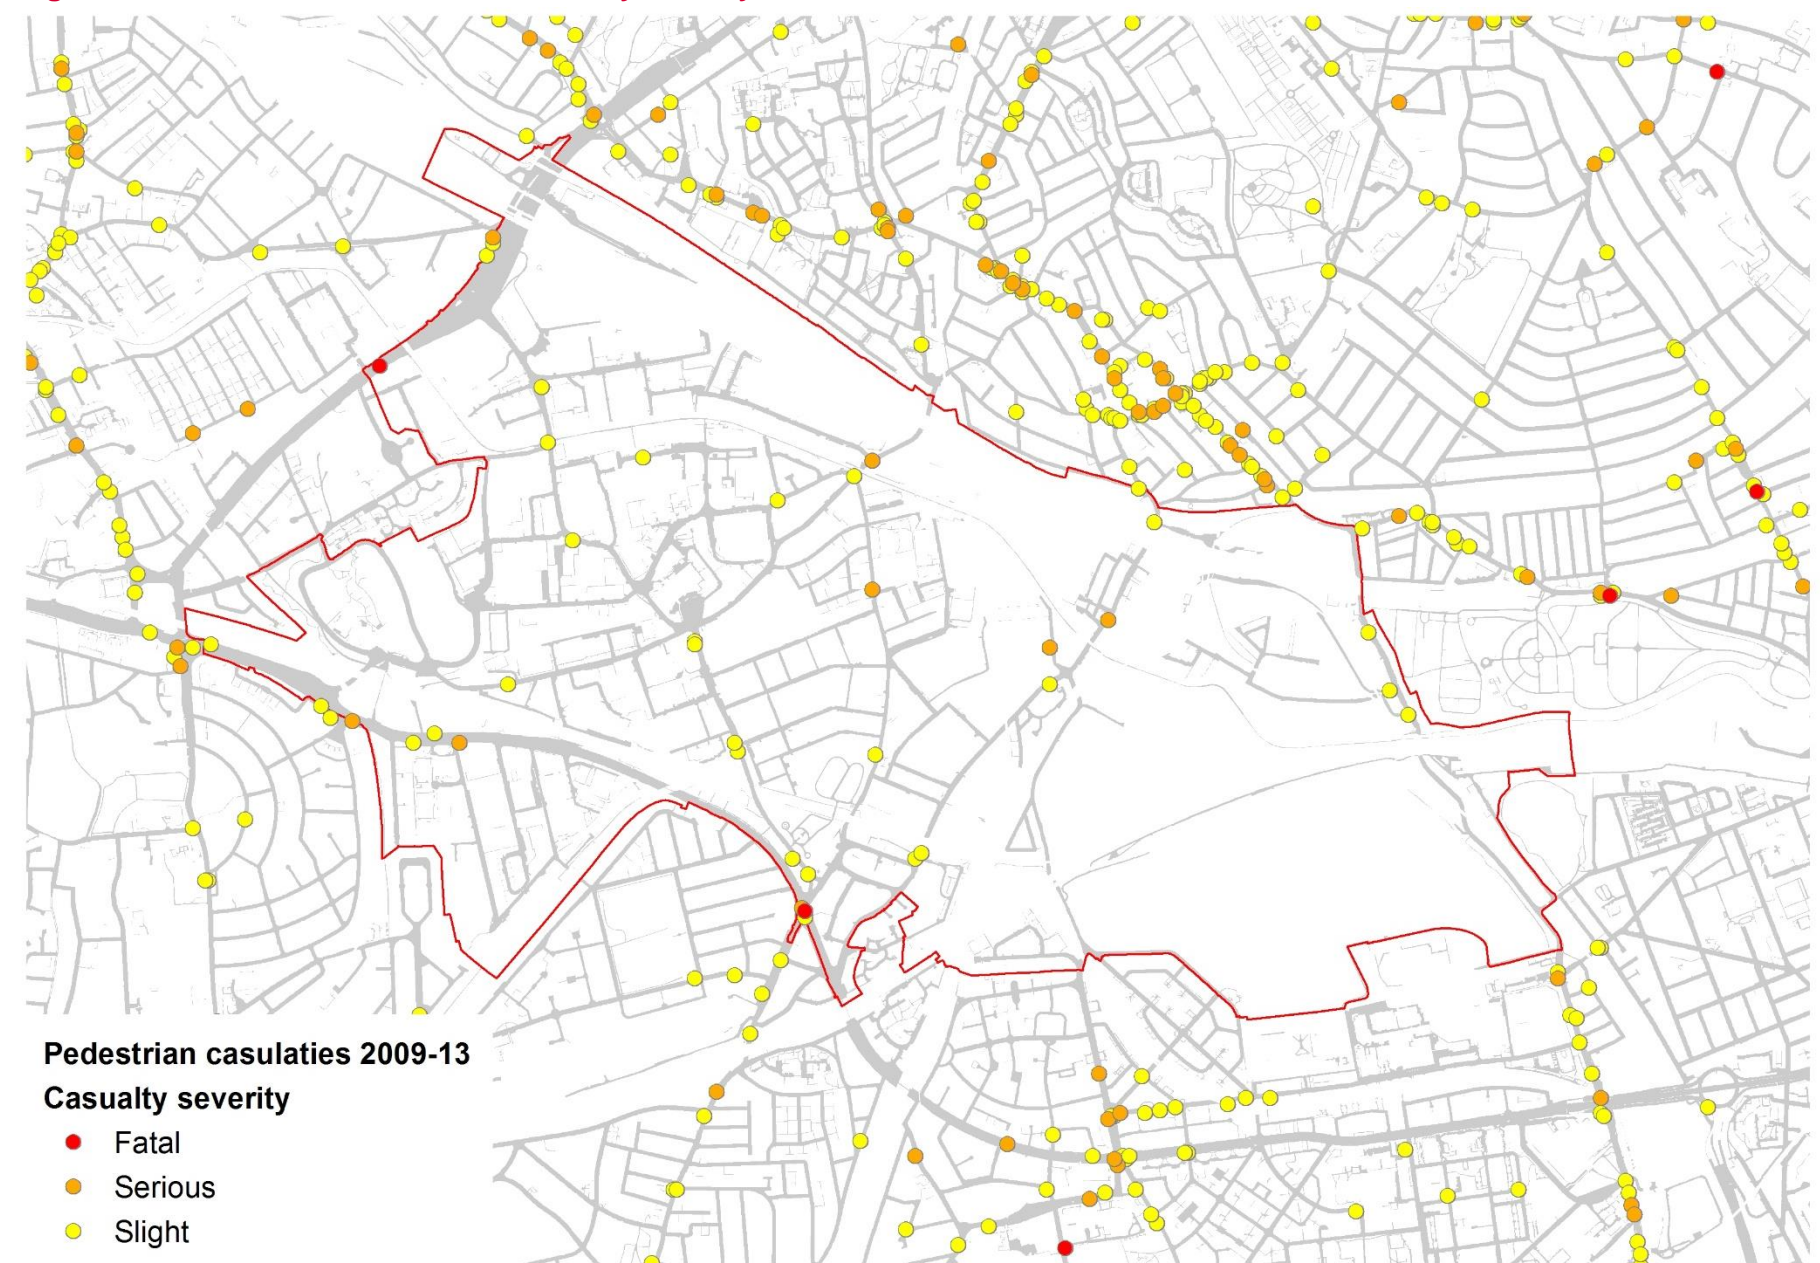 Pedestrian casulaties 2009-13
Casualty severity
Fatal
Serious
Slight